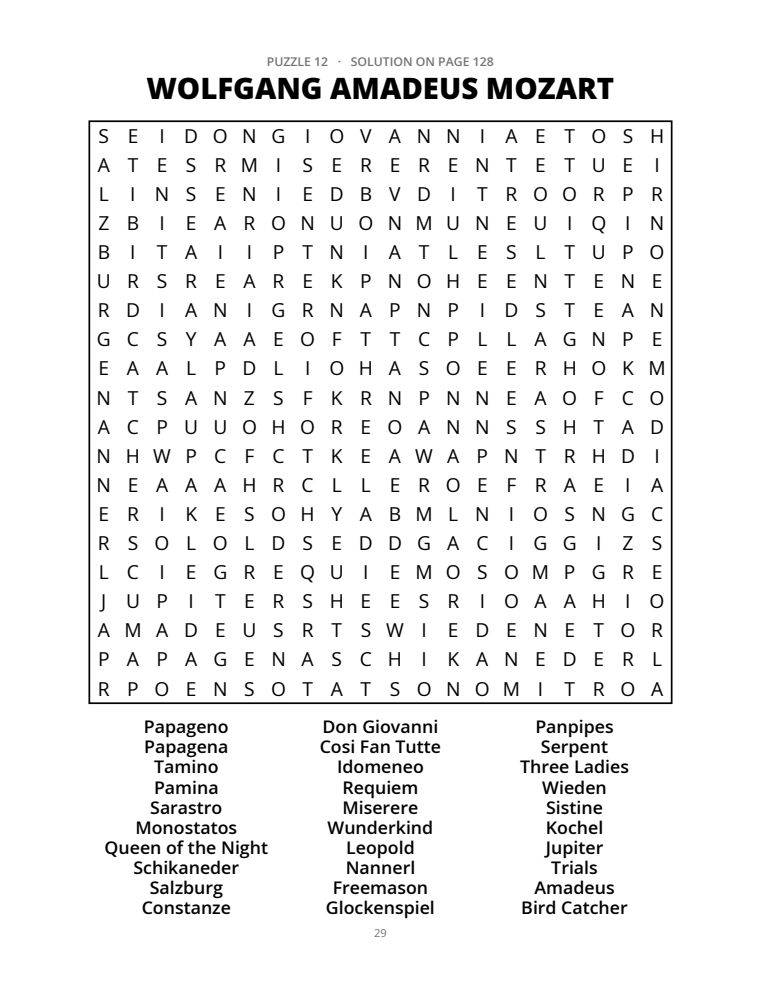 PUZZLE 12 · SOLUTION ON PAGE 128
WOLFGANG AMADEUS MOZART
S E I D O N G I O V A N N I A E T O S H
A T E S R M I S E R E R E N T E T U E I
L I N S E N I E D B V D I T R O O R P R
Z B I E A R O N U O N M U N E U I Q I N
B I T A I I P T N I A T L E S L T U P O
U R S R E A R E K P N O H E E N T E N E
R D I A N I G R N A P N P I D S T E A N
G C S Y A A E O F T T C P L L A G N P E
E A A L P D L I O H A S O E E R H O K M
N T S A N Z S F K R N P N N E A O F C O
A C P U U O H O R E O A N N S S H T A D
N H W P C F C T K E A W A P N T R H D I
N E A A A H R C L L E R O E F R A E I A
E R I K E S O H Y A B M L N I O S N G C
R S O L O L D S E D D G A C I G G I Z S
L C I E G R E Q U I E M O S O M P G R E
J U P I T E R S H E E S R I O A A H I O
A M A D E U S R T S W I E D E N E T O R
P A P A G E N A S C H I K A N E D E R L
R P O E N S O T A T S O N O M I T R O A
Papageno Don Giovanni Panpipes
Papagena Cosi Fan Tutte Serpent
Tamino Idomeneo Three Ladies
Pamina Requiem Wieden
Sarastro Miserere Sistine
Monostatos Wunderkind Kochel
Queen of the Night Leopold Jupiter
Schikaneder Nannerl Trials
Salzburg Freemason Amadeus
Constanze Glockenspiel Bird Catcher
29